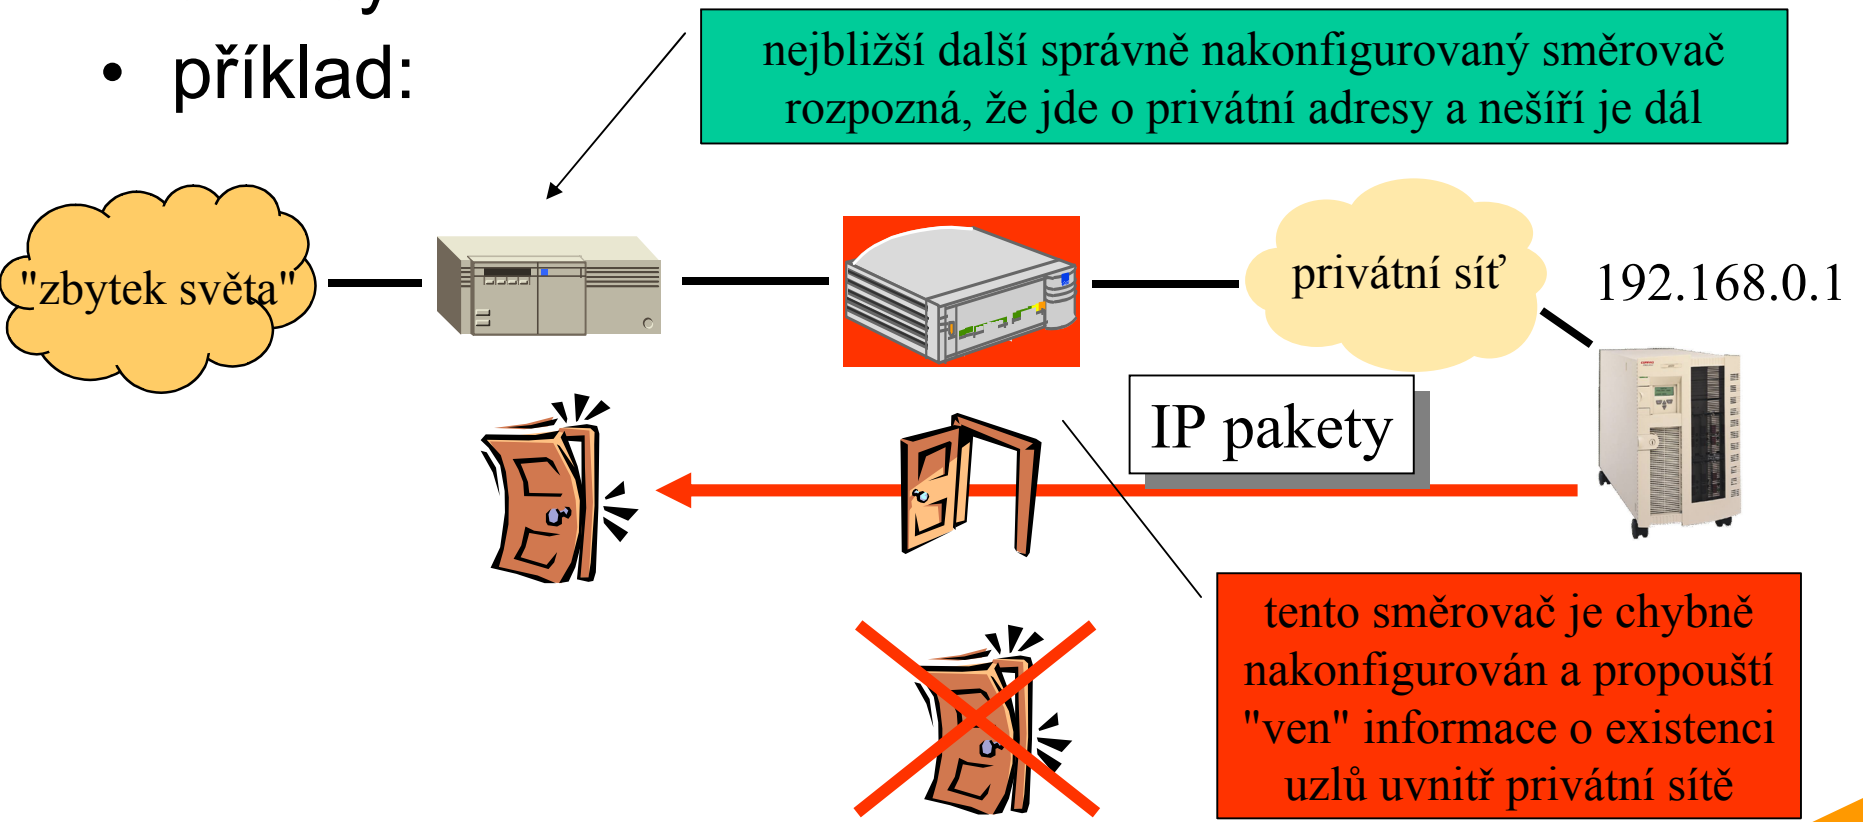 • příklad:
nejbližší další správně nakonfigurovaný směrovač
rozpozná, že jde o privátní adresy a nešíří je dál
"zbytek světa"
privátní síť
192.168.0.1
IP pakety
tento směrovač je chybně
nakonfigurován a propouští
"ven" informace o existenci
uzlů uvnitř privátní sítě